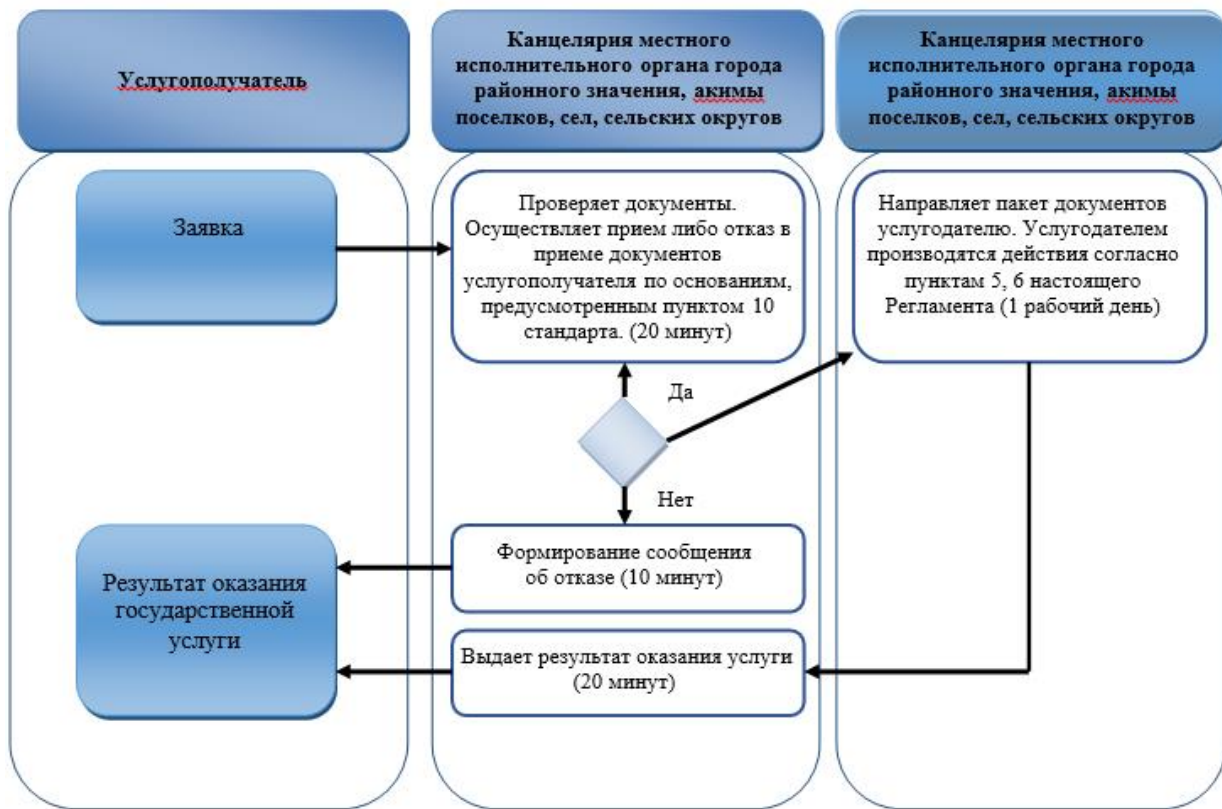 Услугополучатель
Канцелярия местного
исполнительного органа города
районного значения, акимы
поселков, сел, сельских округов
Канцелярия местного
исполнительного органа города
районного значения, акимы
поселков, сел, сельских округов
Заявка
Проверяет документы.
Осуществляет прием либо отказ в
приеме документов
услугополучателя по основаниям,
предусмотренным пунктом 10
стандарта. (20 минут)
Направляет пакет документов
услугодателю. Услугодателем
производятся действия согласно
пунктам 5, 6 настоящего
Регламента (1 рабочий день)
Да
Нет
Формирование сообщения
об отказе (10 минут)
Результат оказания
государственной
услуги
Выдает результат оказания услуги
(20 минут)